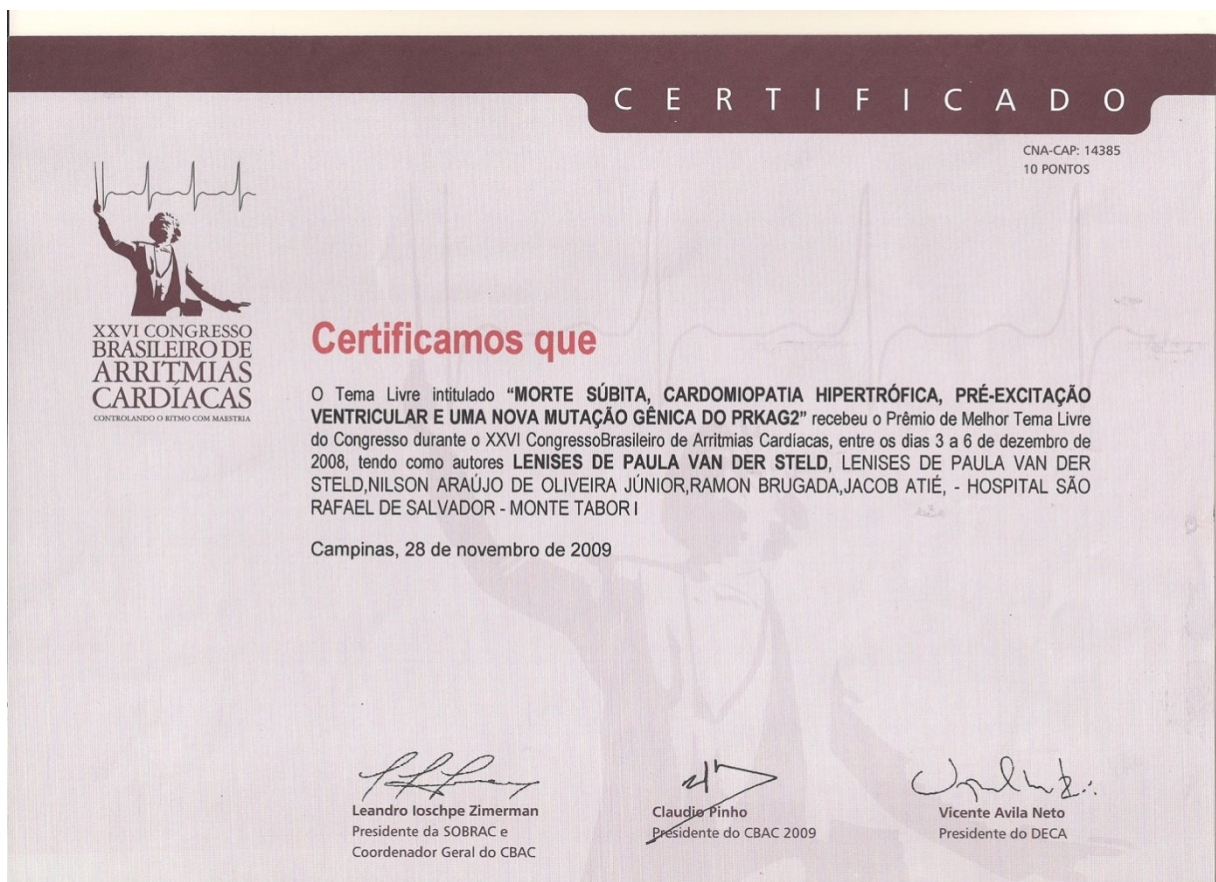 CERTIFICADO
CNA-CAP: 14385
10 PONTOS
XXVI CONGRESSO
BRASILEIRO DE
ARRITMIAS
CARDÍACAS
CONTROLANDO O RITMO COM MAESTRIA
Certificamos que
O Tema Livre intitulado “MORTE SÚBITA, CARDOMIOPATIA HIPERTRÓFICA, PRÉ-EXCITAÇÃO
VENTRICULAR E UMA NOVA MUTAÇÃO GÊNICA DO PRKAG2” recebeu o Prêmio de Melhor Tema Livre
do Congresso durante o XXVI CongressoBrasileiro de Arritmias Cardíacas, entre os dias 3 a 6 de dezembro de
2008, tendo como autores LENISES DE PAULA VAN DER STELD, LENISES DE PAULA VAN DER
STELD,NILSON ARAÚJO DE OLIVEIRA JÚNIOR,RAMON BRUGADA,JACOB ATIÉ, - HOSPITAL SÃO
RAFAEL DE SALVADOR - MONTE TABOR I
Campinas, 28 de novembro de 2009
Leandro Ioschpe Zimerman
Presidente da SOBRAC e
Coordenador Geral do CBAC
Claudio Pinho
Presidente do CBAC 2009
Vicente Avila Neto
Presidente do DECA